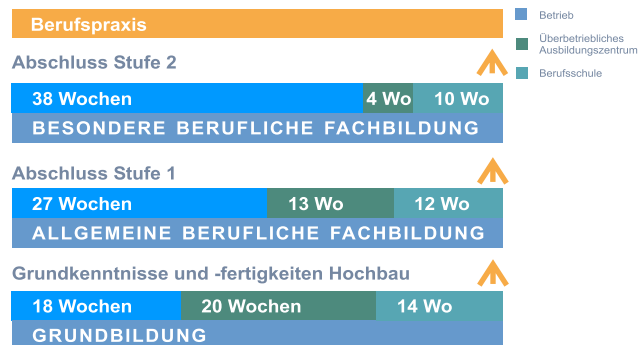 Berufspraxis
Abschluss Stufe 2
38 Wochen 4 Wo 10 Wo
BESONDERE BERUFLICHE FACHBILDUNG
Abschluss Stufe 1
27 Wochen 13 Wo 12 Wo
ALLGEMEINE BERUFLICHE FACHBILDUNG
Grundkenntnisse und -fertigkeiten Hochbau
18 Wochen 20 Wochen 14 Wo
GRUNDBILDUNG
Betrieb
Überbetriebliches
Ausbildungszentrum
Berufsschule